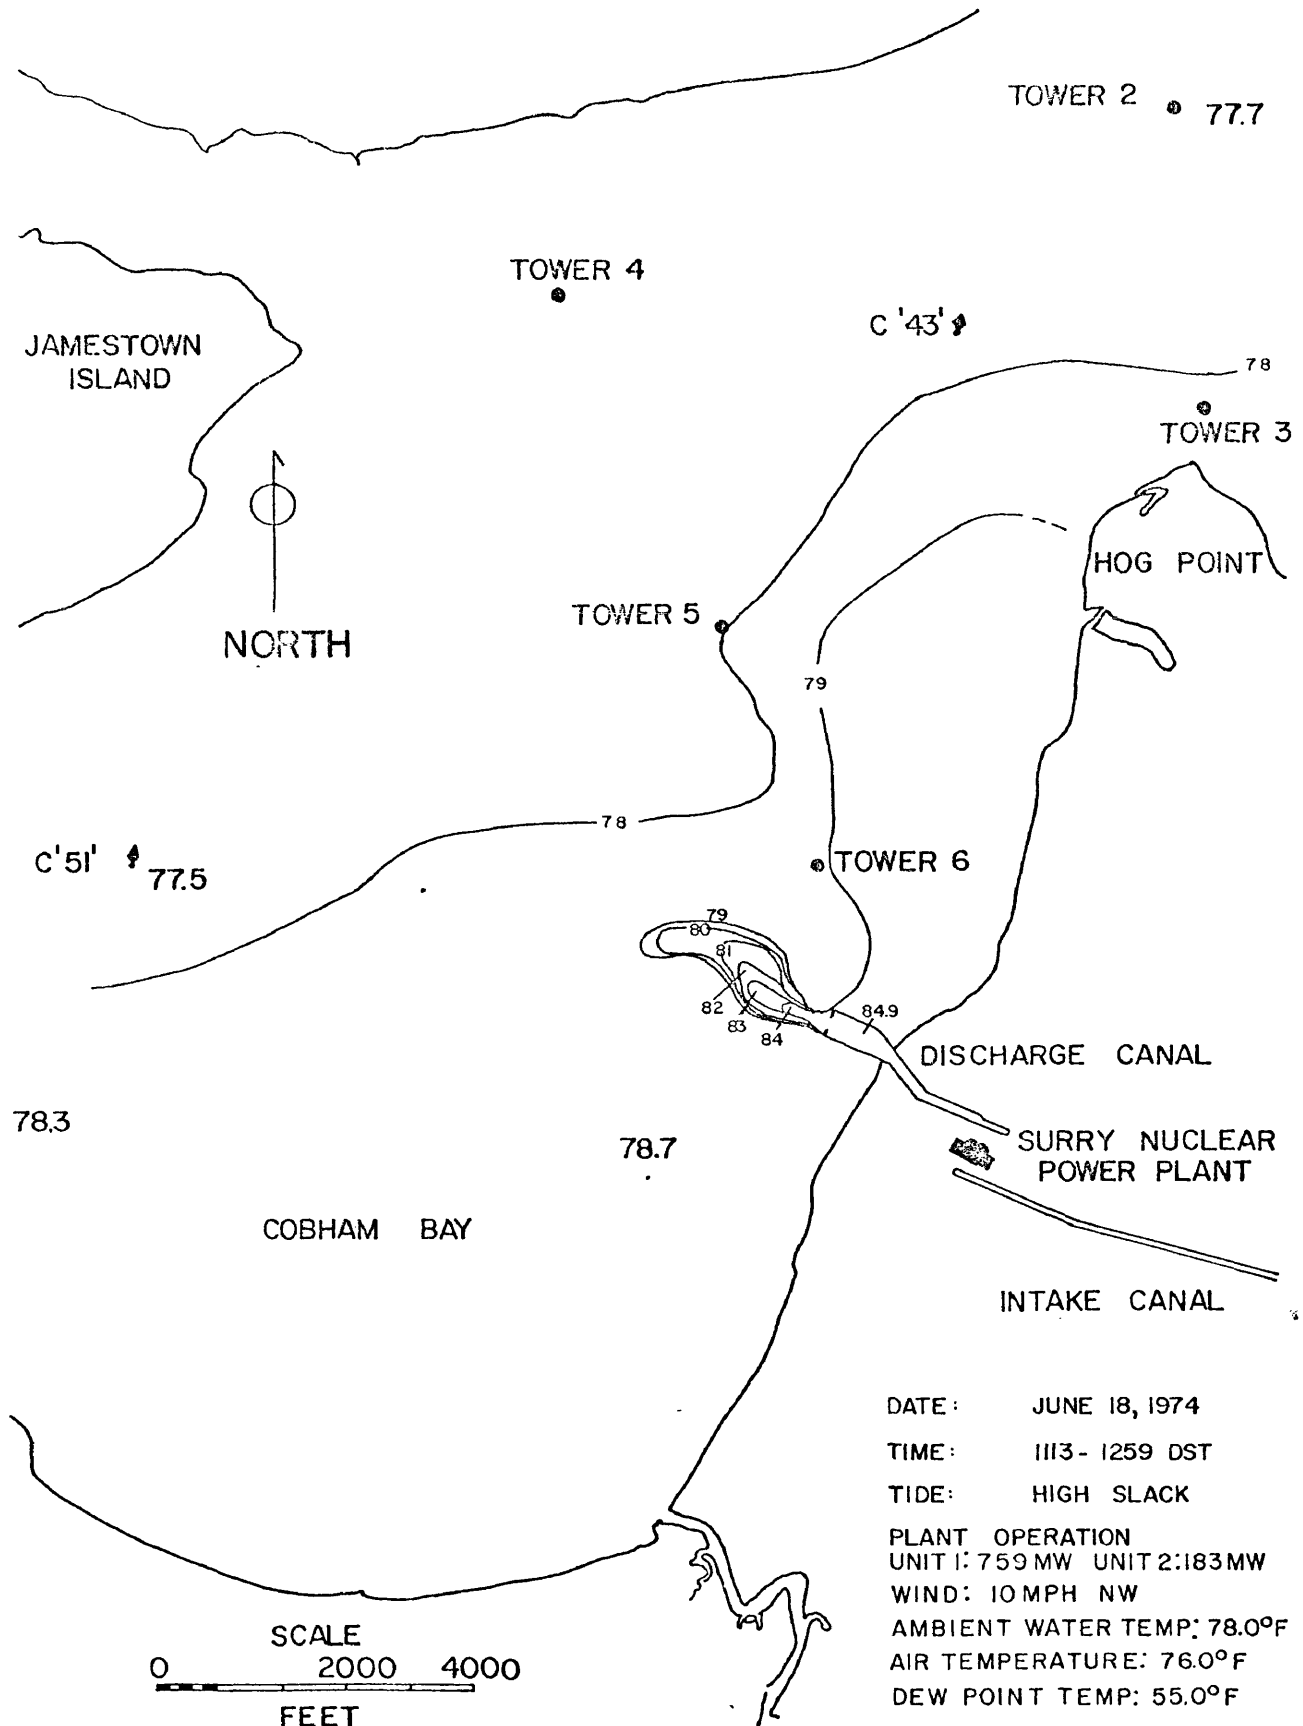 TOWER 2
77.7
TOWER 4
C '43'
JAMESTOWN
ISLAND
78
TOWER 3
HOG POINT
TOWER 5
NORTH
79
78
C '51'
77.5
TOWER 6
79
80
81
82
83
84
84.9
DISCHARGE CANAL
78.3
78.7
SURRY NUCLEAR
POWER PLANT
COBHAM BAY
INTAKE CANAL
DATE: JUNE 18, 1974
TIME: 1113 - 1259 DST
TIDE: HIGH SLACK
PLANT OPERATION
UNIT 1: 759 MW UNIT 2: 183 MW
WIND: 10 MPH NW
AMBIENT WATER TEMP: 78.0°F
AIR TEMPERATURE: 76.0°F
DEW POINT TEMP: 55.0°F
SCALE
0 2000 4000
FEET